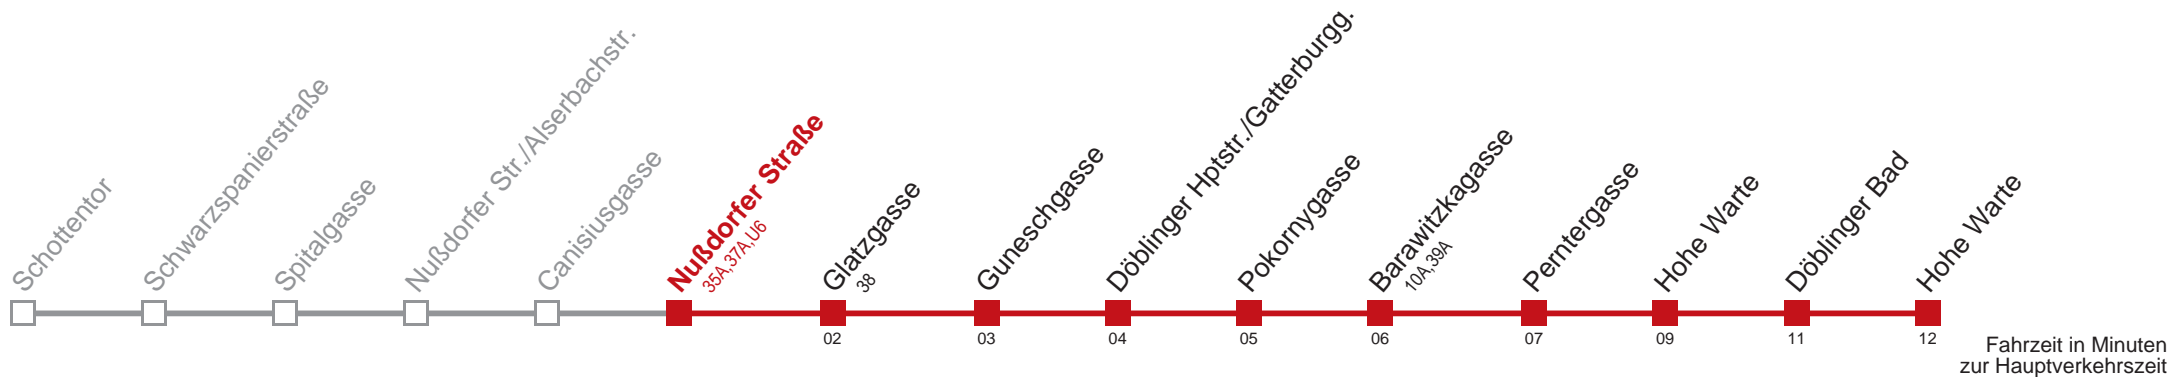 Schottentor
Schwarzspanierstraße
Spitalgasse
Nußdorfer Str./Alserbachstr.
Canisiusgasse
Nußdorfer Straße
35A,37A,U6
Glatzgasse
38
Guneschgasse
Döblinger Hptstr./Gatterburgg.
Pokornygasse
Barawitzkagasse
10A,39A
Perntergasse
Hohe Warte
Döblinger Bad
Hohe Warte
02
03
04
05
06
07
09
11
12
Fahrzeit in Minuten
zur Hauptverkehrszeit